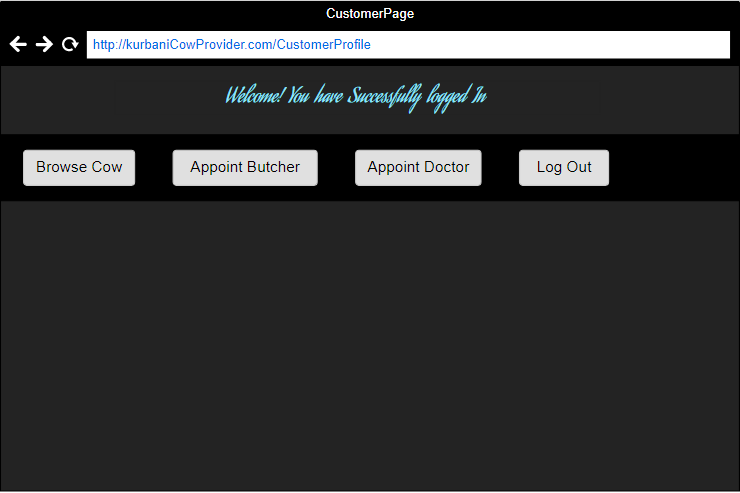 CustomerPage
http://kurbaniCowProvider.com/CustomerProfile
Welcome! You have Successfully logged In
Browse Cow Appoint Butcher Appoint Doctor Log Out